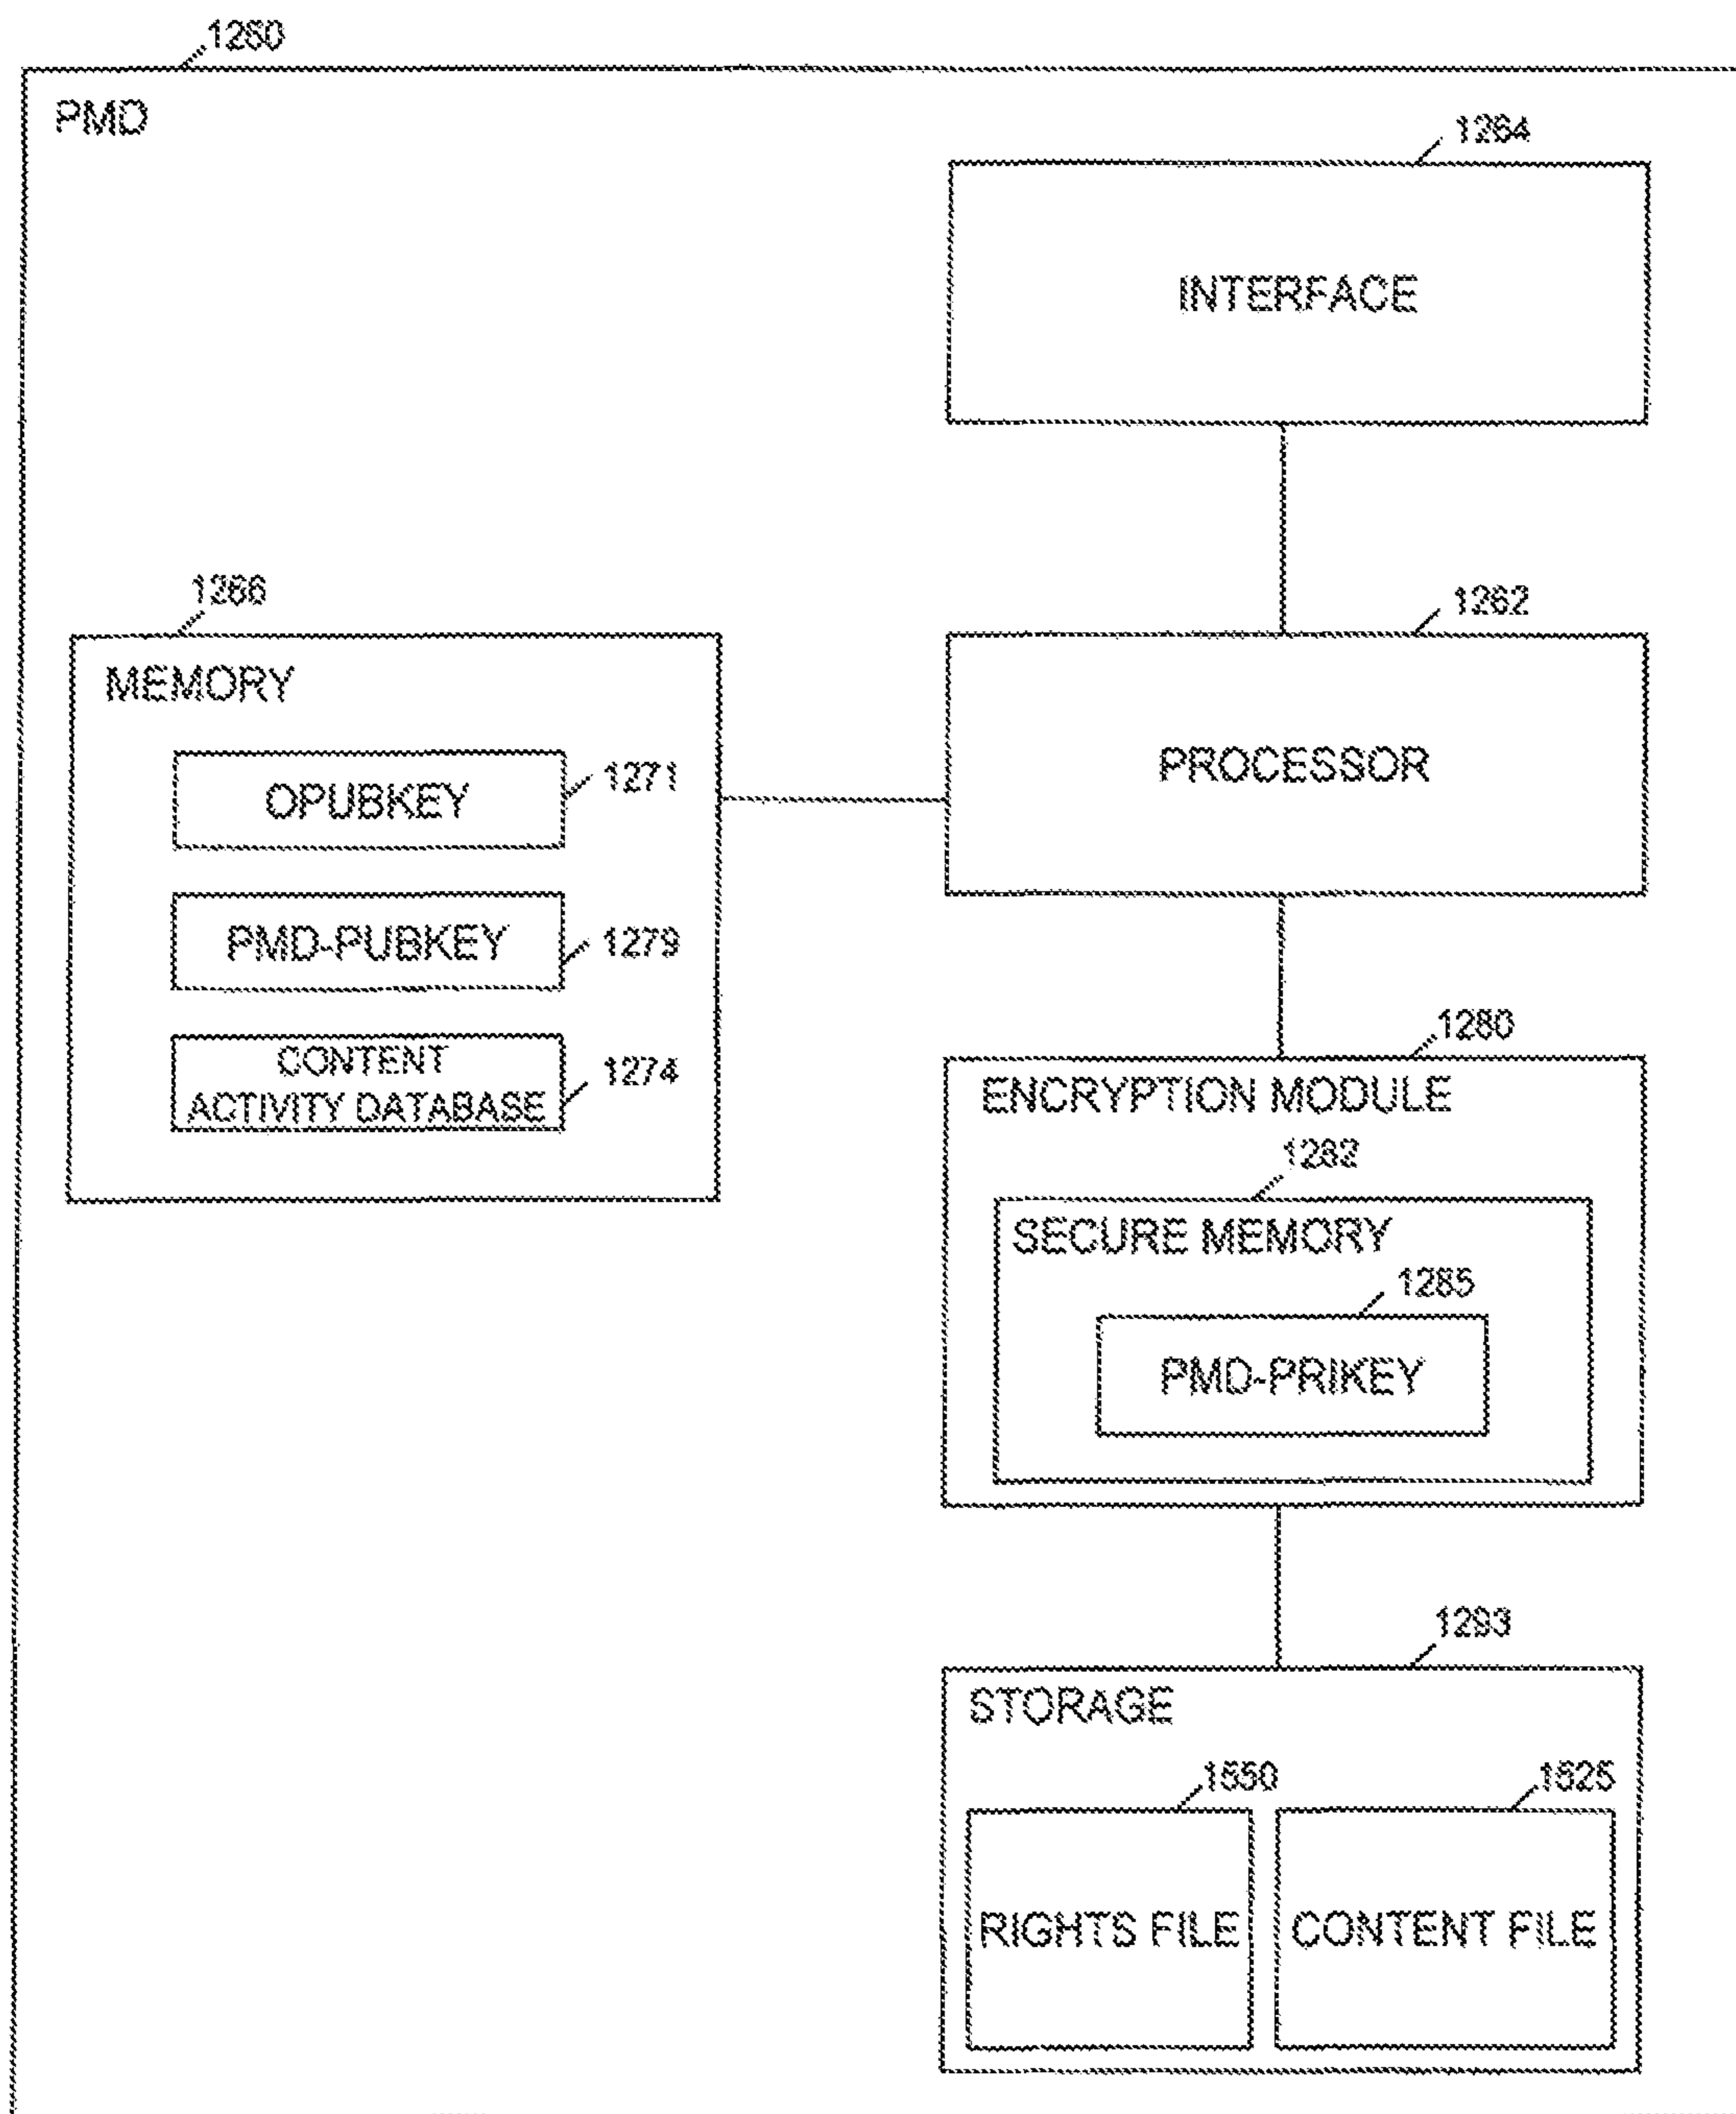 1260
PMD
1264
INTERFACE
1266
MEMORY
OPUBKEY
1271
PMD-PUBKEY
1279
CONTENT
ACTIVITY DATABASE
1274
1262
PROCESSOR
1280
ENCRYPTION MODULE
1282
SECURE MEMORY
1285
PMD-PRIKEY
1293
STORAGE
1550
RIGHTS FILE
1525
CONTENT FILE